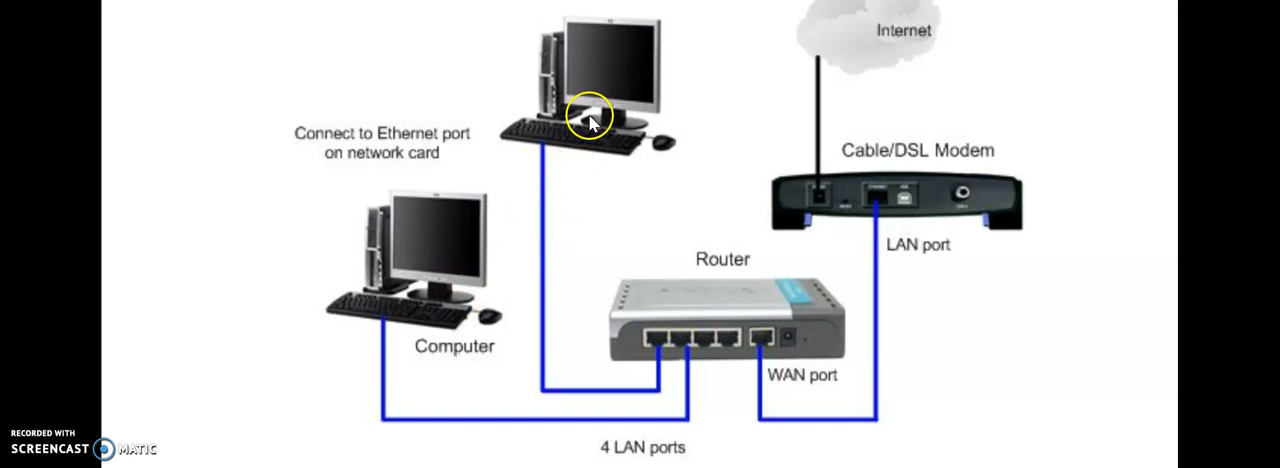 Internet
Connect to Ethernet port
on network card
Cable/DSL Modem
LAN port
Router
Computer
WAN port
4 LAN ports
RECORDED WITH
SCREENCAST MATIC